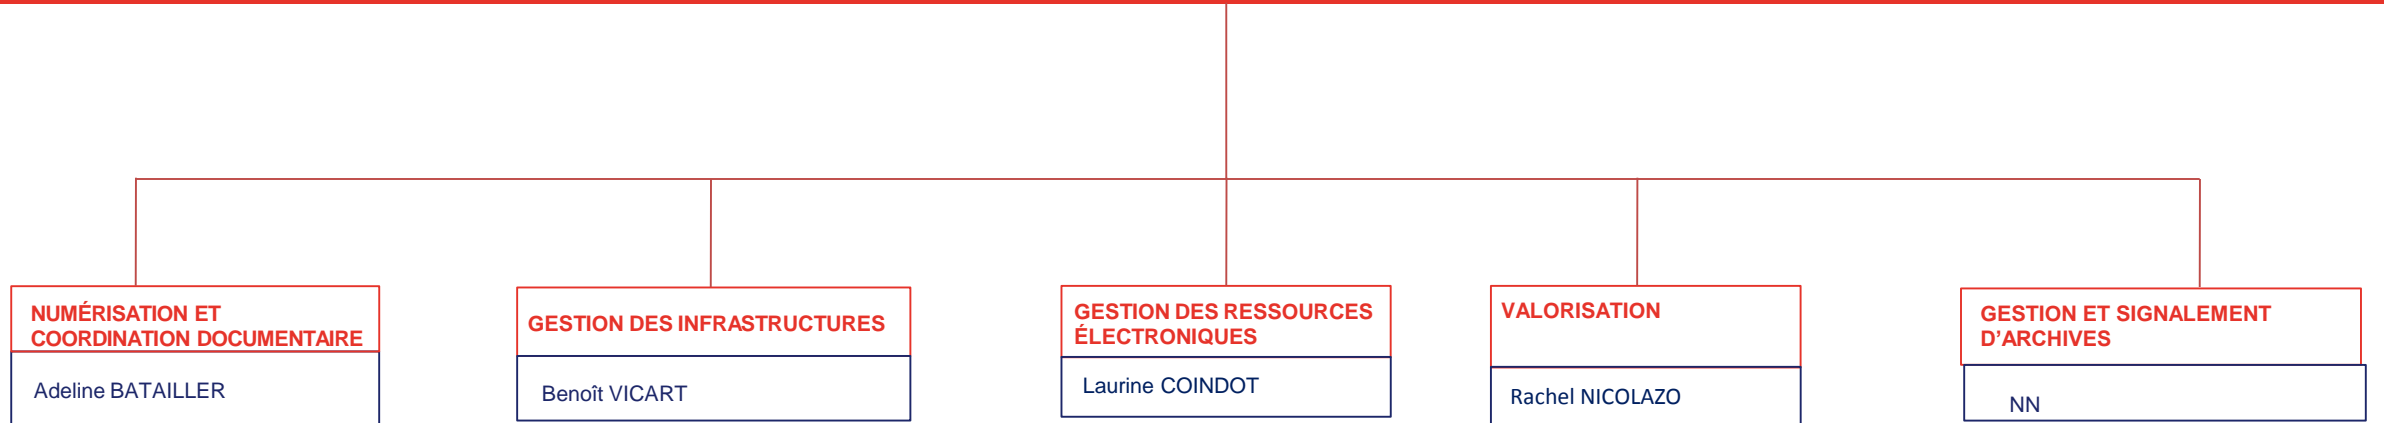 NUMÉRISATION ET
COORDINATION DOCUMENTAIRE
Adeline BATAILLER
GESTION DES INFRASTRUCTURES
Benoît VICART
GESTION DES RESSOURCES
ÉLECTRONIQUES
Laurine COINDOT
VALORISATION
Rachel NICOLAZO
GESTION ET SIGNALEMENT
D’ARCHIVES
NN